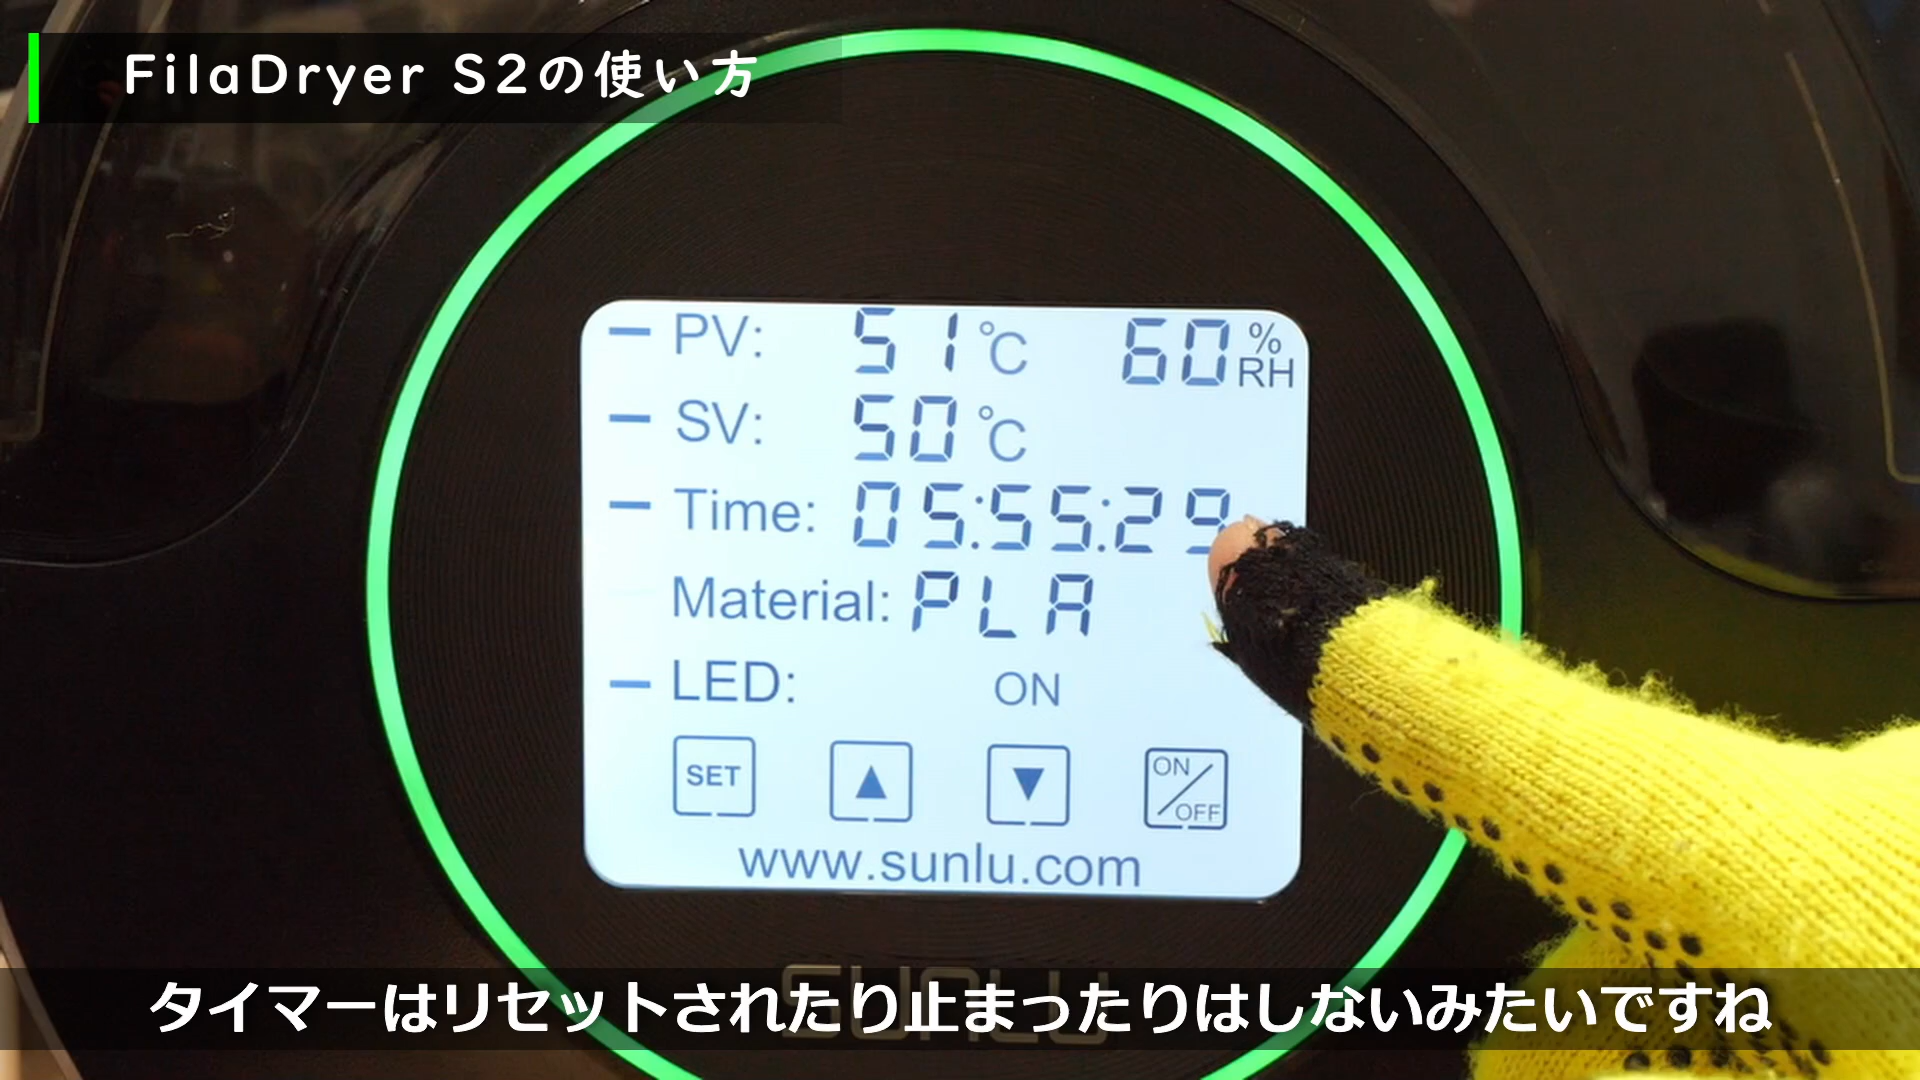 FilaDryer S2の使い方
PV: 51℃ 60%RH
SV: 50℃
Time: 05:55:29
Material: PLA
LED: ON
SET ▲ ▼ ON/OFF
www.sunlu.com
SUNLU
タイマーはリセットされたり止まったりはしないみたいですね